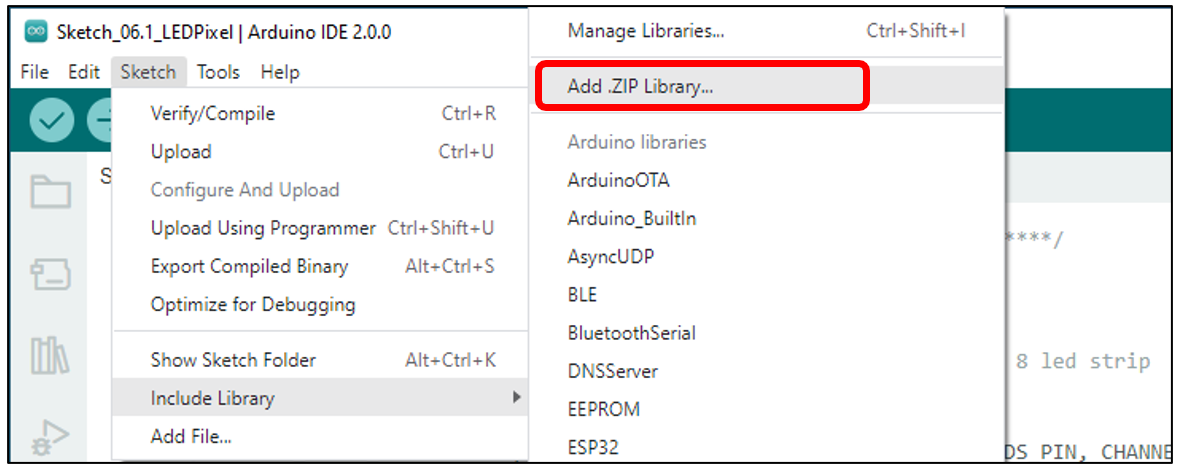 Sketch_06.1_LEDPixel | Arduino IDE 2.0.0
File Edit Sketch Tools Help
Verify/Compile Ctrl+R
Upload Ctrl+U
Configure And Upload
Upload Using Programmer Ctrl+Shift+U
Export Compiled Binary Alt+Ctrl+S
Optimize for Debugging
Show Sketch Folder Alt+Ctrl+K
Include Library
Add File...
Manage Libraries... Ctrl+Shift+I
Add .ZIP Library...
Arduino libraries
ArduinoOTA
Arduino_BuiltIn
AsyncUDP
BLE
BluetoothSerial
DNSServer
EEPROM
ESP32
S
****/
8 led strip
DS PIN, CHANNE